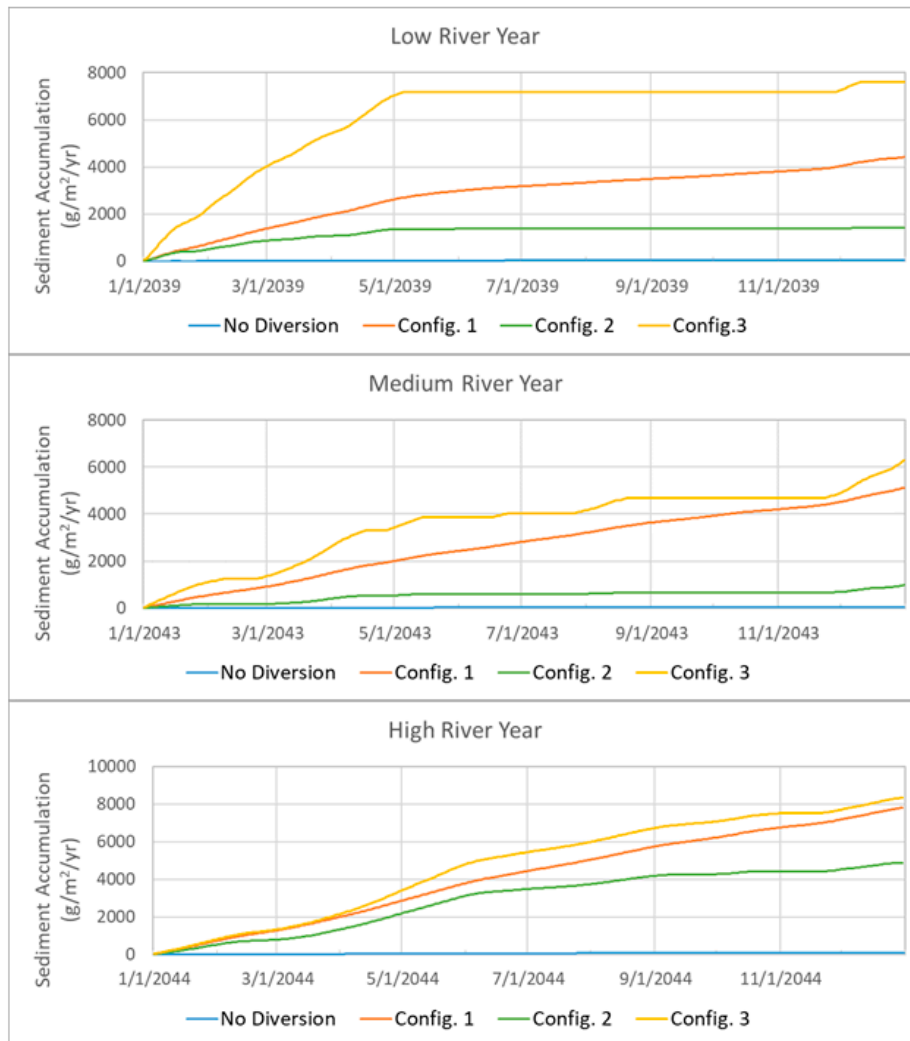 Low River Year
Sediment Accumulation
(g/m²/yr)
8000
6000
4000
2000
0
1/1/2039 3/1/2039 5/1/2039 7/1/2039 9/1/2039 11/1/2039
No Diversion Config. 1 Config. 2 Config.3
Medium River Year
Sediment Accumulation
(g/m²/yr)
8000
6000
4000
2000
0
1/1/2043 3/1/2043 5/1/2043 7/1/2043 9/1/2043 11/1/2043
No Diversion Config. 1 Config. 2 Config. 3
High River Year
Sediment Accumulation
(g/m²/yr)
10000
8000
6000
4000
2000
0
1/1/2044 3/1/2044 5/1/2044 7/1/2044 9/1/2044 11/1/2044
No Diversion Config. 1 Config. 2 Config. 3